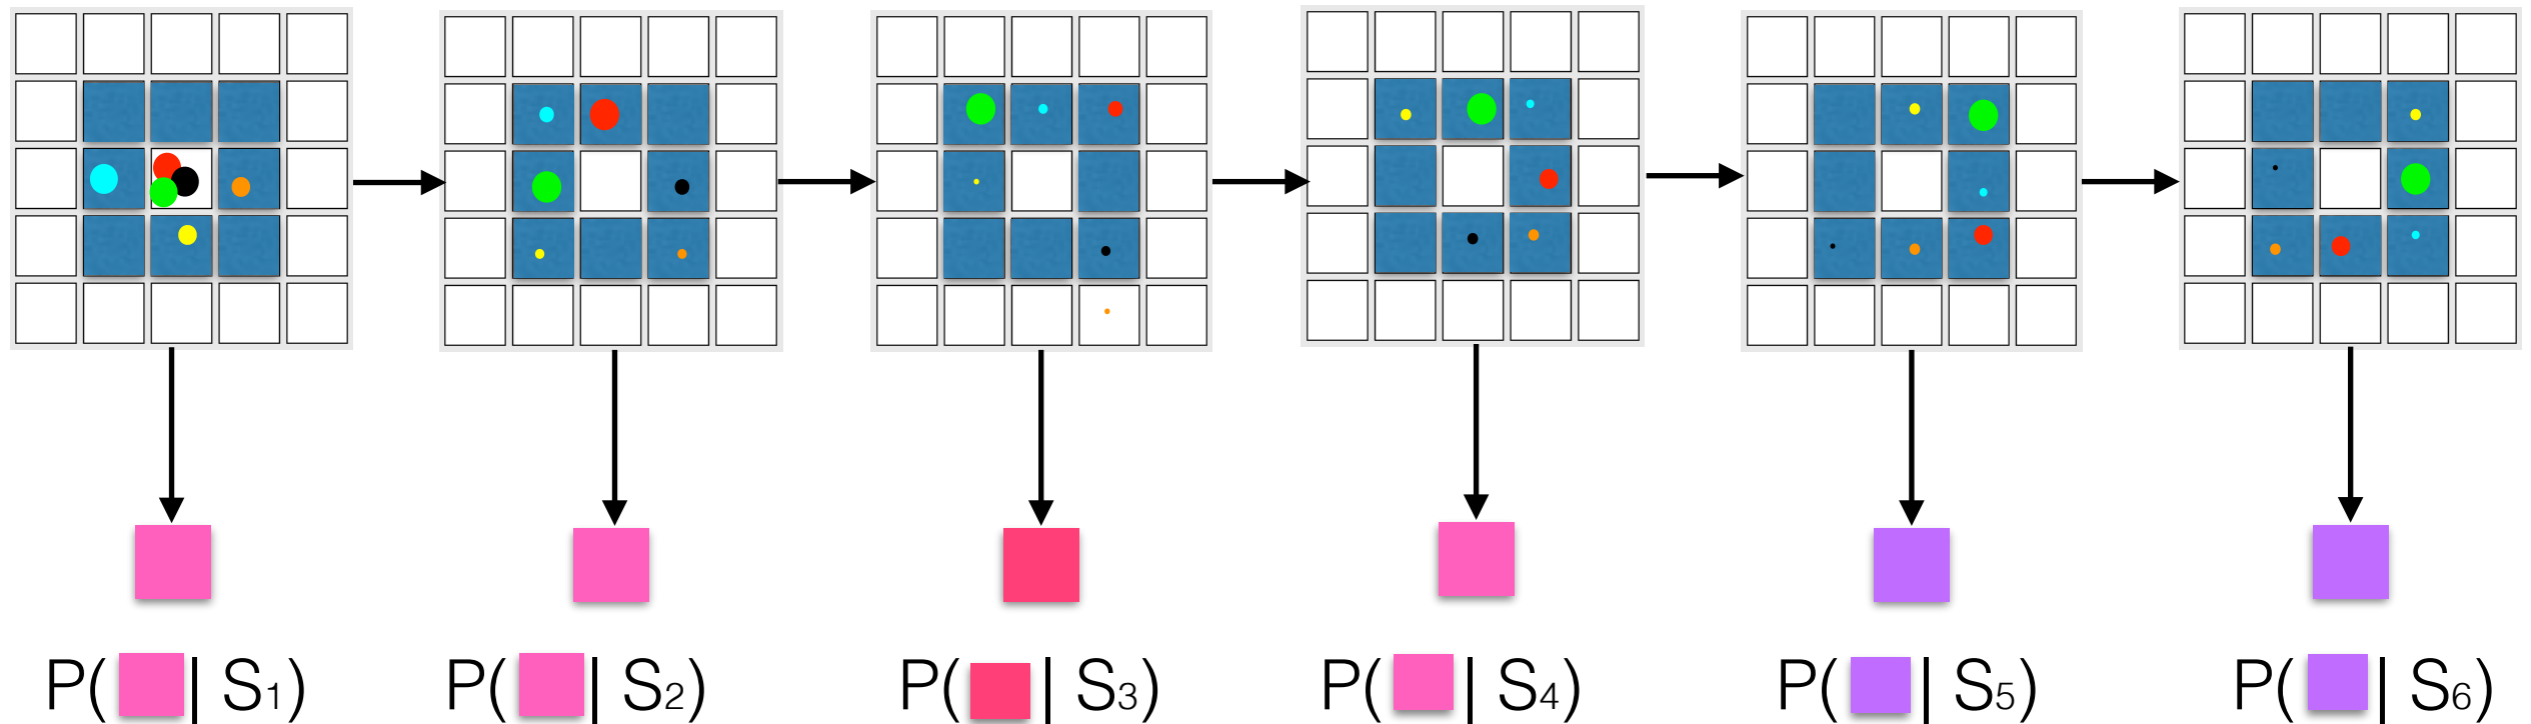 P( | S1)
P( | S2)
P( | S3)
P( | S4)
P( | S5)
P( | S6)